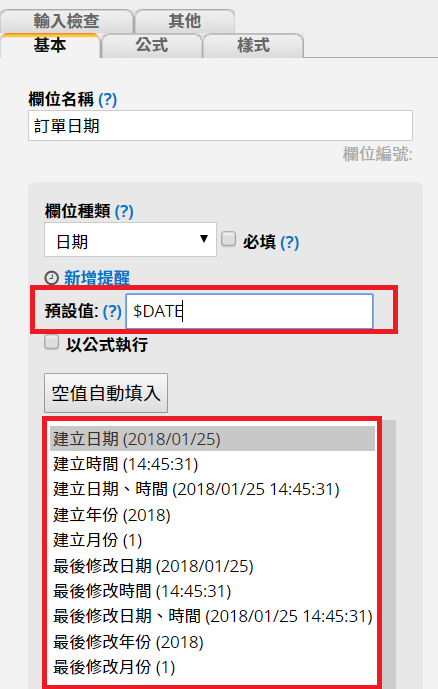 輸入檢查 其他
基本 公式 樣式
欄位名稱 (?)
訂單日期
欄位編號:
欄位種類 (?)
日期 ▼ 必填 (?)
新增提醒
預設值: (?) $DATE
以公式執行
空值自動填入
建立日期 (2018/01/25)
建立時間 (14:45:31)
建立日期、時間 (2018/01/25 14:45:31)
建立年份 (2018)
建立月份 (1)
最後修改日期 (2018/01/25)
最後修改時間 (14:45:31)
最後修改日期、時間 (2018/01/25 14:45:31)
最後修改年份 (2018)
最後修改月份 (1)